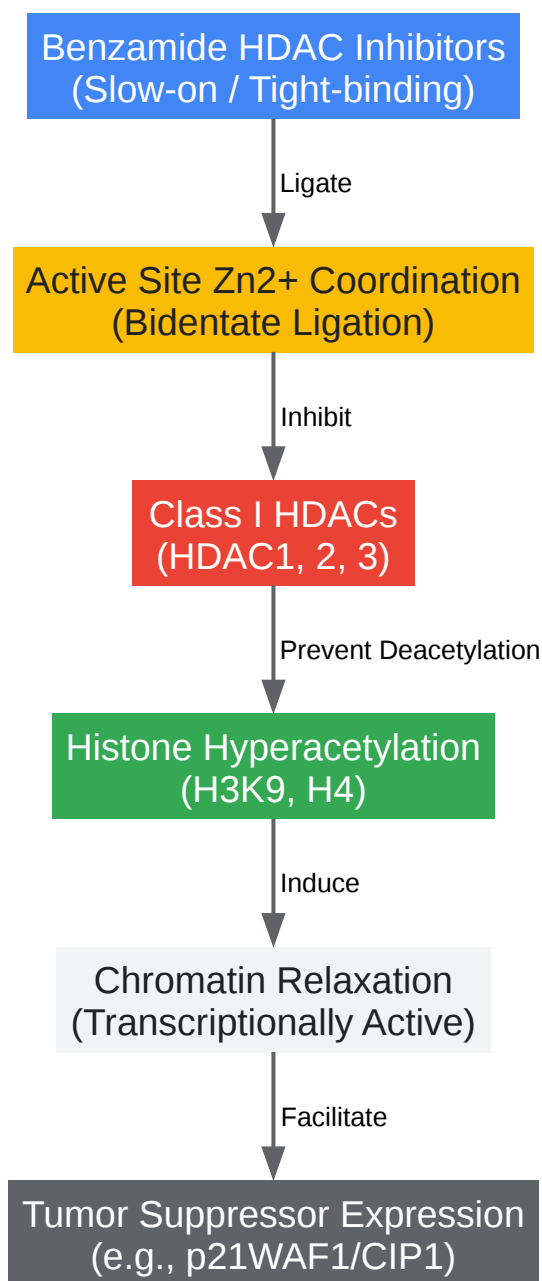 Benzamide HDAC Inhibitors
(Slow-on / Tight-binding)
Ligate
Active Site Zn2+ Coordination
(Bidentate Ligation)
Inhibit
Class I HDACs
(HDAC1, 2, 3)
Prevent Deacetylation
Histone Hyperacetylation
(H3K9, H4)
Induce
Chromatin Relaxation
(Transcriptionally Active)
Facilitate
Tumor Suppressor Expression
(e.g., p21WAF1/CIP1)